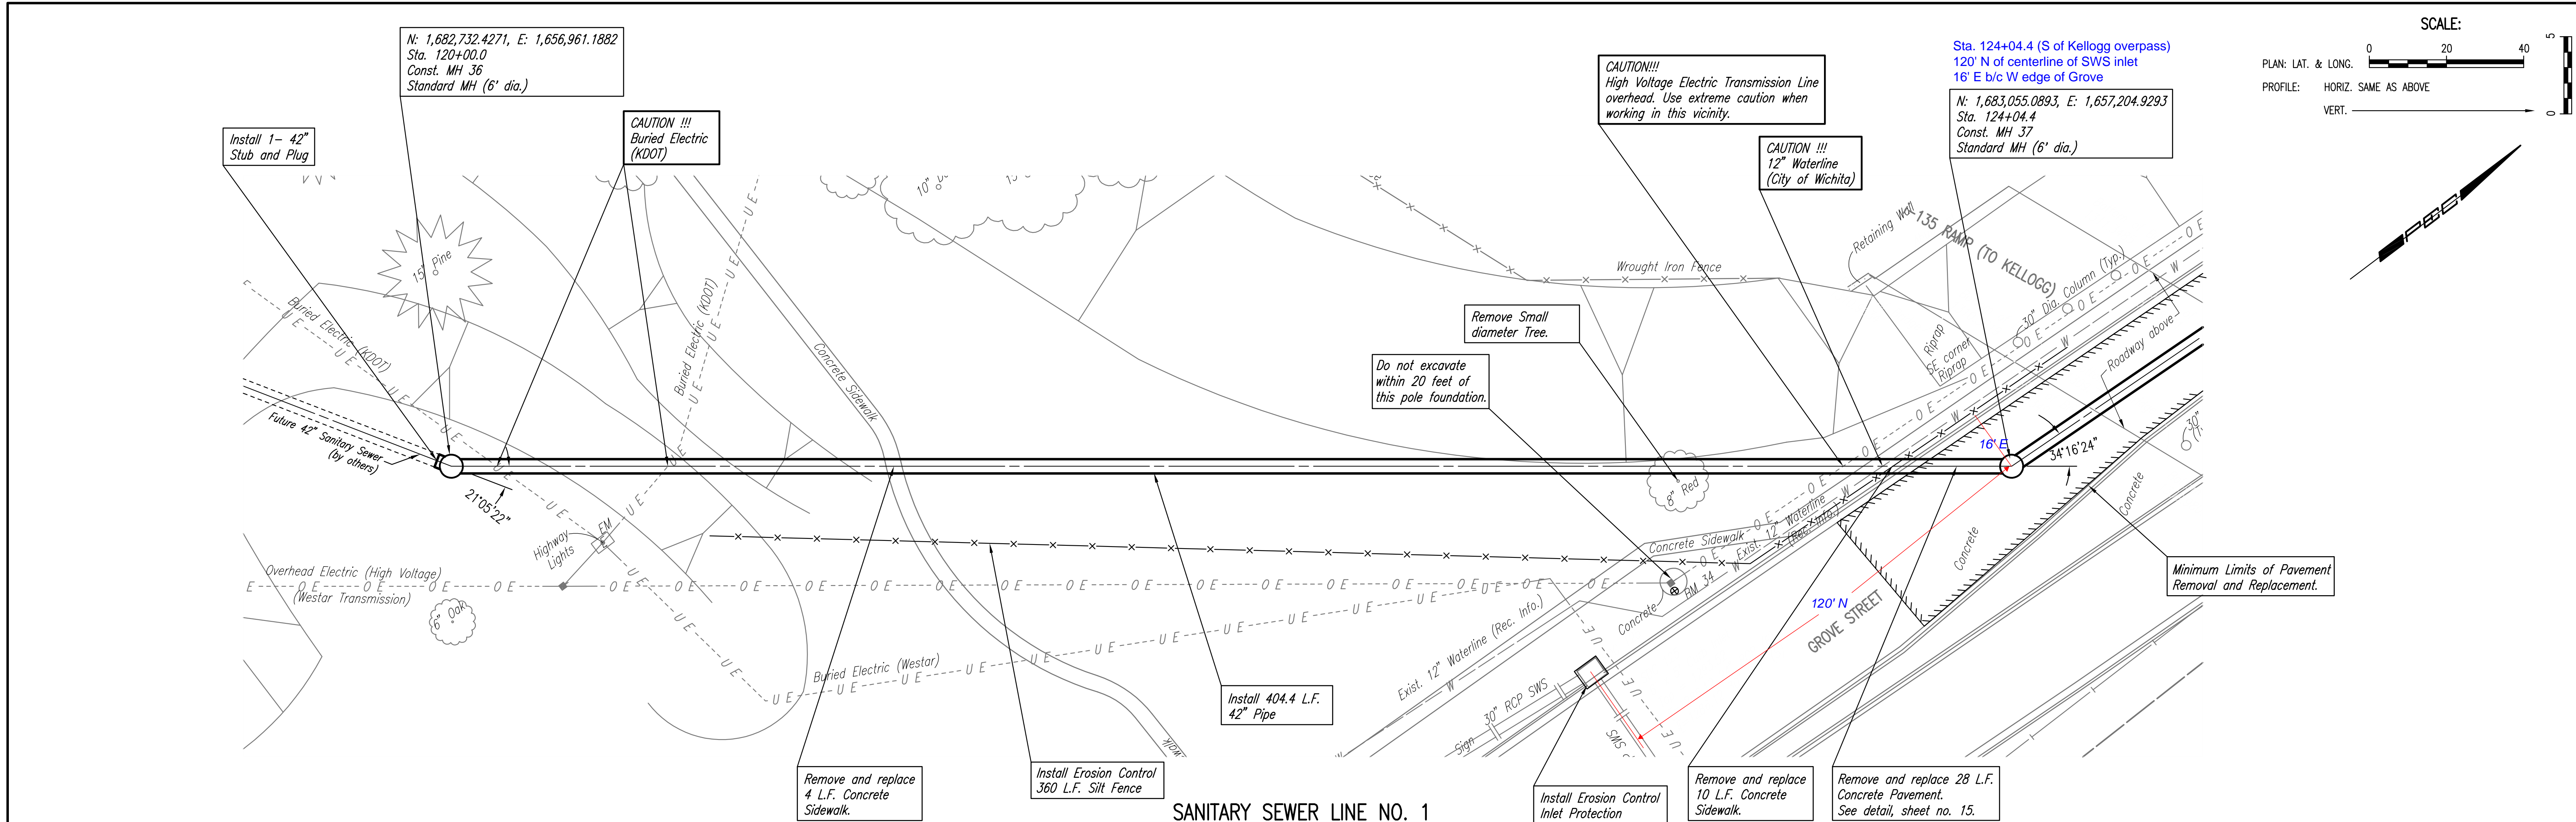 N: 1,682,732.4271, E: 1,656,961.1882
Sta. 120+00.0
Const. MH 36
Standard MH (6' dia.)
Install 1- 42"
Stub and Plug
CAUTION !!!
Buried Electric
(KDOT)
CAUTION!!!
High Voltage Electric Transmission Line
overhead. Use extreme caution when
working in this vicinity.
CAUTION !!!
12" Waterline
(City of Wichita)
Sta. 124+04.4 (S of Kellogg overpass)
120' N of centerline of SWS inlet
16' E b/c W edge of Grove
N: 1,683,055.0893, E: 1,657,204.9293
Sta. 124+04.4
Const. MH 37
Standard MH (6' dia.)
SCALE:
0 20 40
PLAN: LAT. & LONG.
PROFILE: HORIZ. SAME AS ABOVE
VERT.
5
0
PEC
15" Pine
10"
Buried Electric (KDOT)
Buried Electric
(KDOT)
Concrete Sidewalk
Wrought Iron Fence
Retaining Wall
135 RAMP (TO KELLOGG)
30" Dia. Column (Typ.)
Riprap
SE corner
Riprap
Roadway above
Remove Small
diameter Tree.
Do not excavate
within 20 feet of
this pole foundation.
Future 42" Sanitary Sewer
(by others)
21°05'22"
16' E
34°16'24"
30"
8" Red
Highway
Lights
EM
Overhead Electric (High Voltage)
(Westar Transmission)
6" Oak
Buried Electric (Westar)
Concrete Sidewalk
Exist. 12" Waterline
(Rec. Info.)
BM 34
Concrete
Exist. 12" Waterline (Rec. Info.)
120' N
GROVE STREET
Concrete
Concrete
Minimum Limits of Pavement
Removal and Replacement.
30" RCP SWS
Sign
SWS
Walk
Install 404.4 L.F.
42" Pipe
Remove and replace
4 L.F. Concrete
Sidewalk.
Install Erosion Control
360 L.F. Silt Fence
Install Erosion Control
Inlet Protection
Remove and replace
10 L.F. Concrete
Sidewalk.
Remove and replace 28 L.F.
Concrete Pavement.
See detail, sheet no. 15.
SANITARY SEWER LINE NO. 1